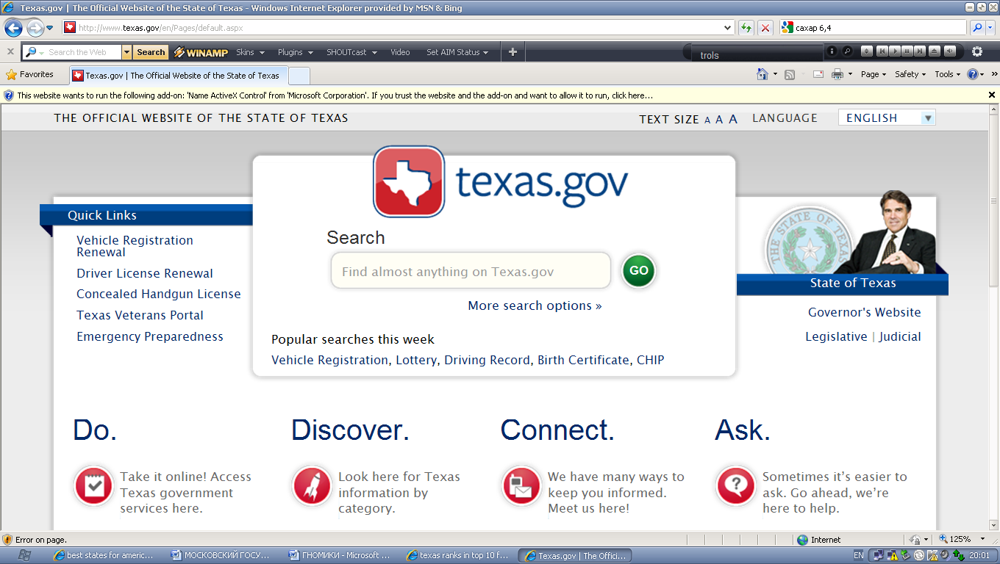 Texas.gov | The Official Website of the State of Texas - Windows Internet Explorer provided by MSN & Bing
http://www.texas.gov/en/Pages/default.aspx
сахар 6,4
Search the Web Search WINAMP Skins Plugins SHOUTcast Video Set AIM Status
trols
Favorites Texas.gov | The Official Website of the State of Texas Page Safety Tools
This website wants to run the following add-on: 'Name ActiveX Control' from 'Microsoft Corporation'. If you trust the website and the add-on and want to allow it to run, click here...
THE OFFICIAL WEBSITE OF THE STATE OF TEXAS
TEXT SIZE A A A LANGUAGE ENGLISH
texas.gov
Quick Links
Vehicle Registration
Renewal
Driver License Renewal
Concealed Handgun License
Texas Veterans Portal
Emergency Preparedness
Search
Find almost anything on Texas.gov
GO
More search options »
Popular searches this week
Vehicle Registration, Lottery, Driving Record, Birth Certificate, CHIP
THE STATE OF TEXAS
State of Texas
Governor's Website
Legislative | Judicial
Do.
Take it online! Access
Texas government
services here.
Discover.
Look here for Texas
information by
category.
Connect.
We have many ways to
keep you informed.
Meet us here!
Ask.
Sometimes it's easier to
ask. Go ahead, we're
here to help.
Error on page. Internet 125%
best states for americ... МОСКОВСКИЙ ГОСУ... ГНОМИКИ - Microsoft ... texas ranks in top 10 f... Texas.gov | The Offici... EN 20:01